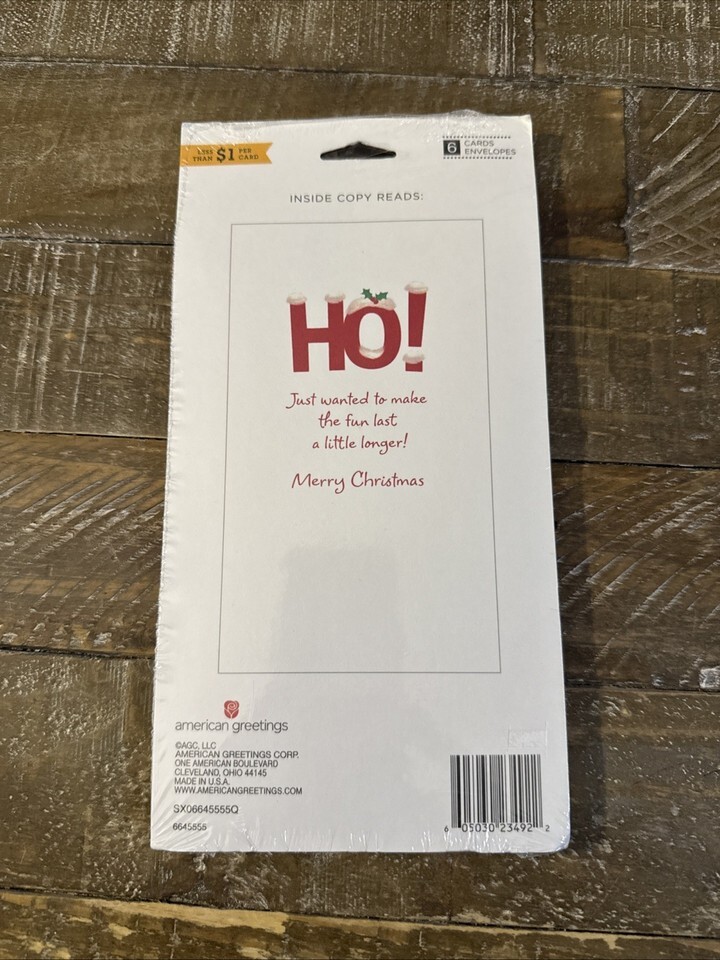 LESS THAN $1 PER CARD
6 CARDS ENVELOPES
INSIDE COPY READS:
HO!
Just wanted to make
the fun last
a little longer!
Merry Christmas
american greetings
©AGC, LLC
AMERICAN GREETINGS CORP.
ONE AMERICAN BOULEVARD
CLEVELAND, OHIO 44145
MADE IN U.S.A.
WWW.AMERICANGREETINGS.COM
SX06645555Q
6645555
6 05030 23492 2